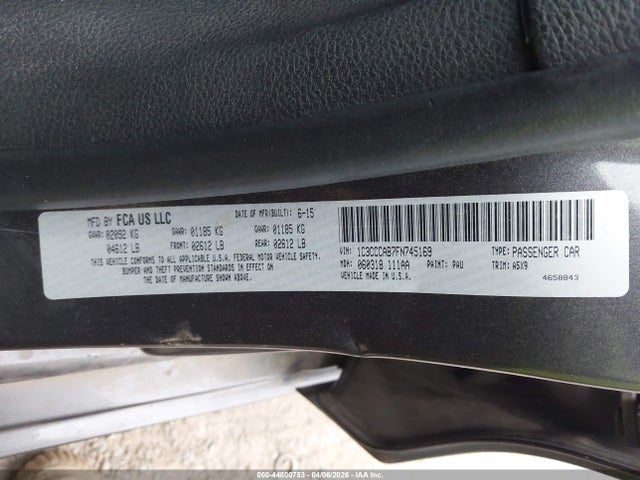 MFD BY FCA US LLC DATE OF MFR(BUILT): 6-15
GVWR: 02092 KG GAWR: 01185 KG GAWR: 01185 KG
04612 LB FRONT: 02612 LB REAR: 02612 LB
THIS VEHICLE CONFORMS TO ALL APPLICABLE U.S.A. FEDERAL MOTOR VEHICLE SAFETY,
BUMPER AND THEFT PREVENTION STANDARDS IN EFFECT ON
THE DATE OF MANUFACTURE SHOWN ABOVE.
VIN: 1C3CCCAB7FN745169 TYPE: PASSENGER CAR
MDH: 060318 111AA PAINT: PAU TRIM: A5X9
VEHICLE MADE IN U.S.A. 4658843
000-44800753 - 04/06/2026 - IAA Inc.